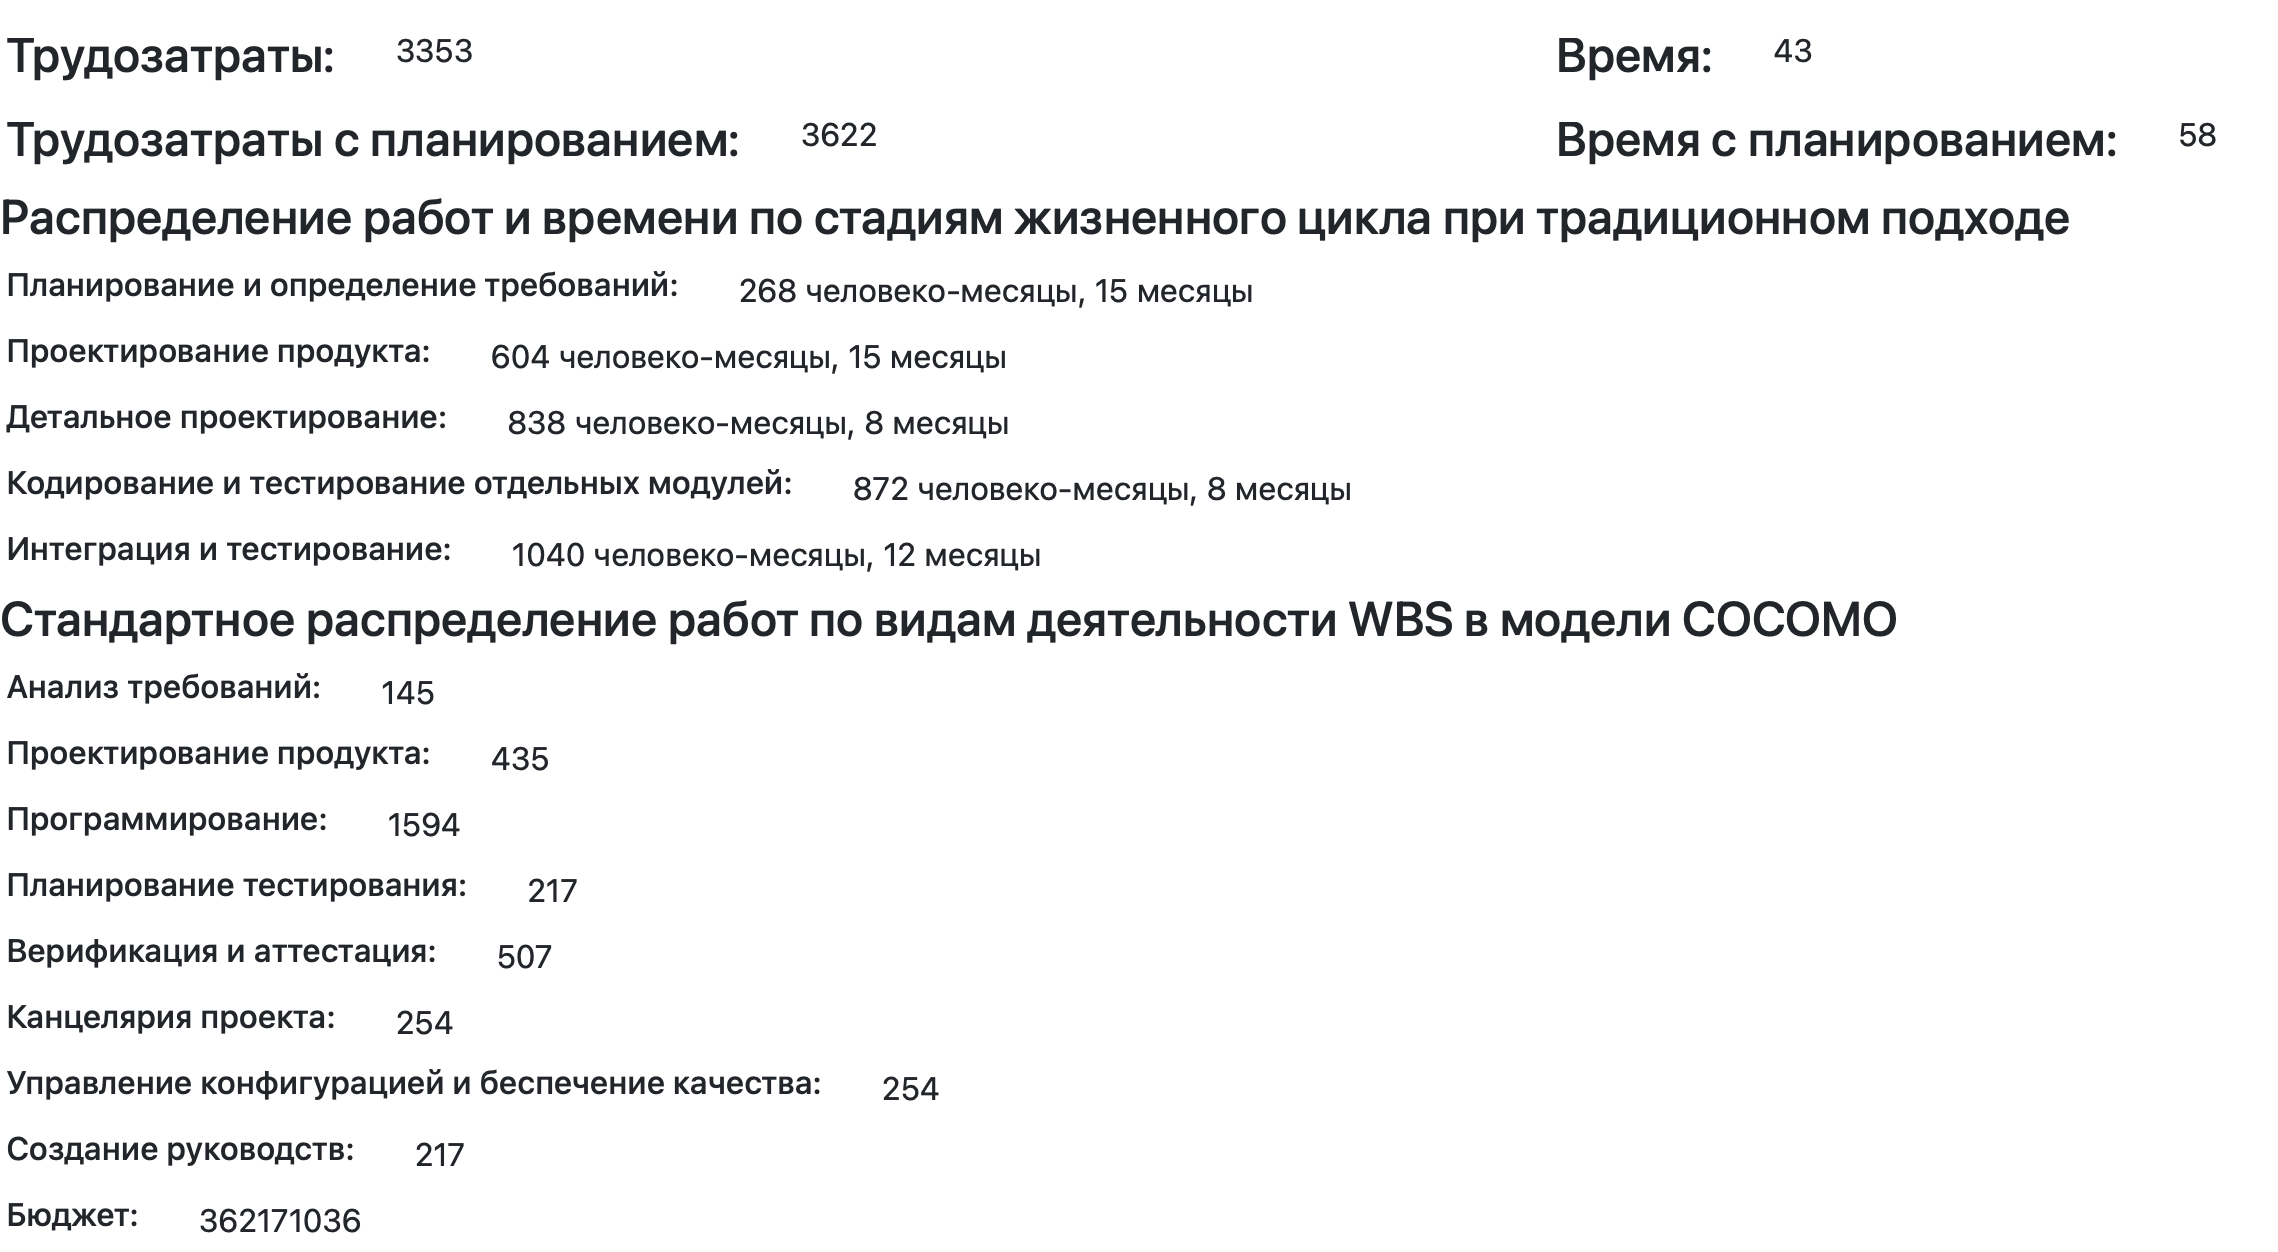 Трудозатраты: 3353 Время: 43
Трудозатраты с планированием: 3622 Время с планированием: 58
Распределение работ и времени по стадиям жизненного цикла при традиционном подходе
Планирование и определение требований: 268 человеко-месяцы, 15 месяцы
Проектирование продукта: 604 человеко-месяцы, 15 месяцы
Детальное проектирование: 838 человеко-месяцы, 8 месяцы
Кодирование и тестирование отдельных модулей: 872 человеко-месяцы, 8 месяцы
Интеграция и тестирование: 1040 человеко-месяцы, 12 месяцы
Стандартное распределение работ по видам деятельности WBS в модели COCOMO
Анализ требований: 145
Проектирование продукта: 435
Программирование: 1594
Планирование тестирования: 217
Верификация и аттестация: 507
Канцелярия проекта: 254
Управление конфигурацией и беспечение качества: 254
Создание руководств: 217
Бюджет: 362171036